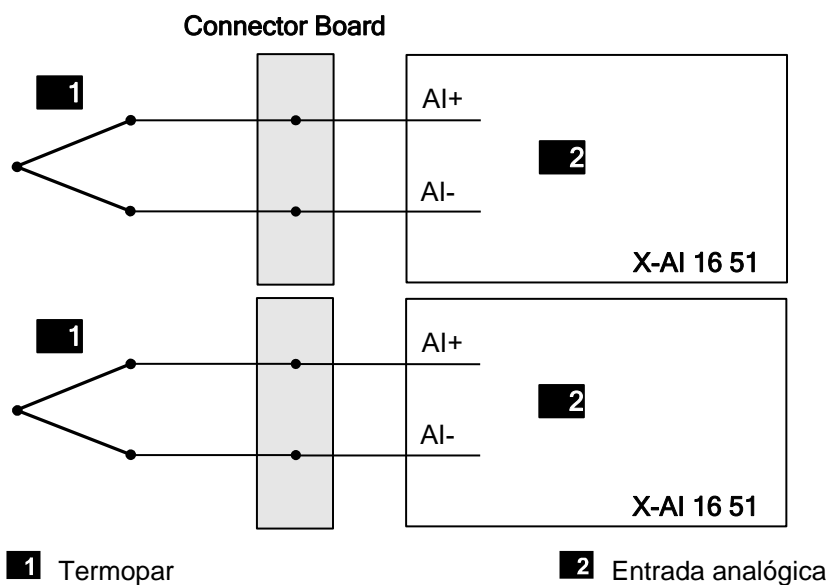 Connector Board
1
AI+
2
AI-
X-AI 16 51
1
AI+
2
AI-
X-AI 16 51
1 Termopar
2 Entrada analógica